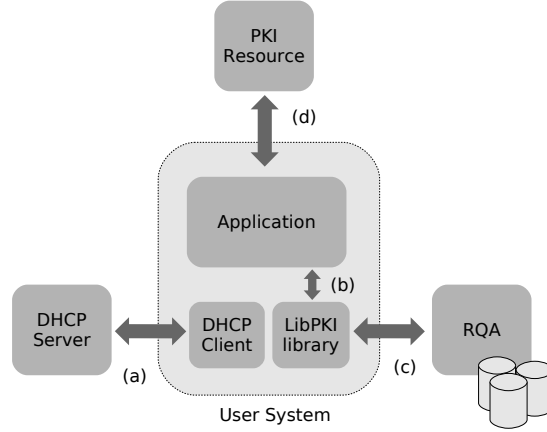 PKI
Resource
(d)
Application
(b)
DHCP
Server
DHCP
Client
LibPKI
library
RQA
(a)
(c)
User System